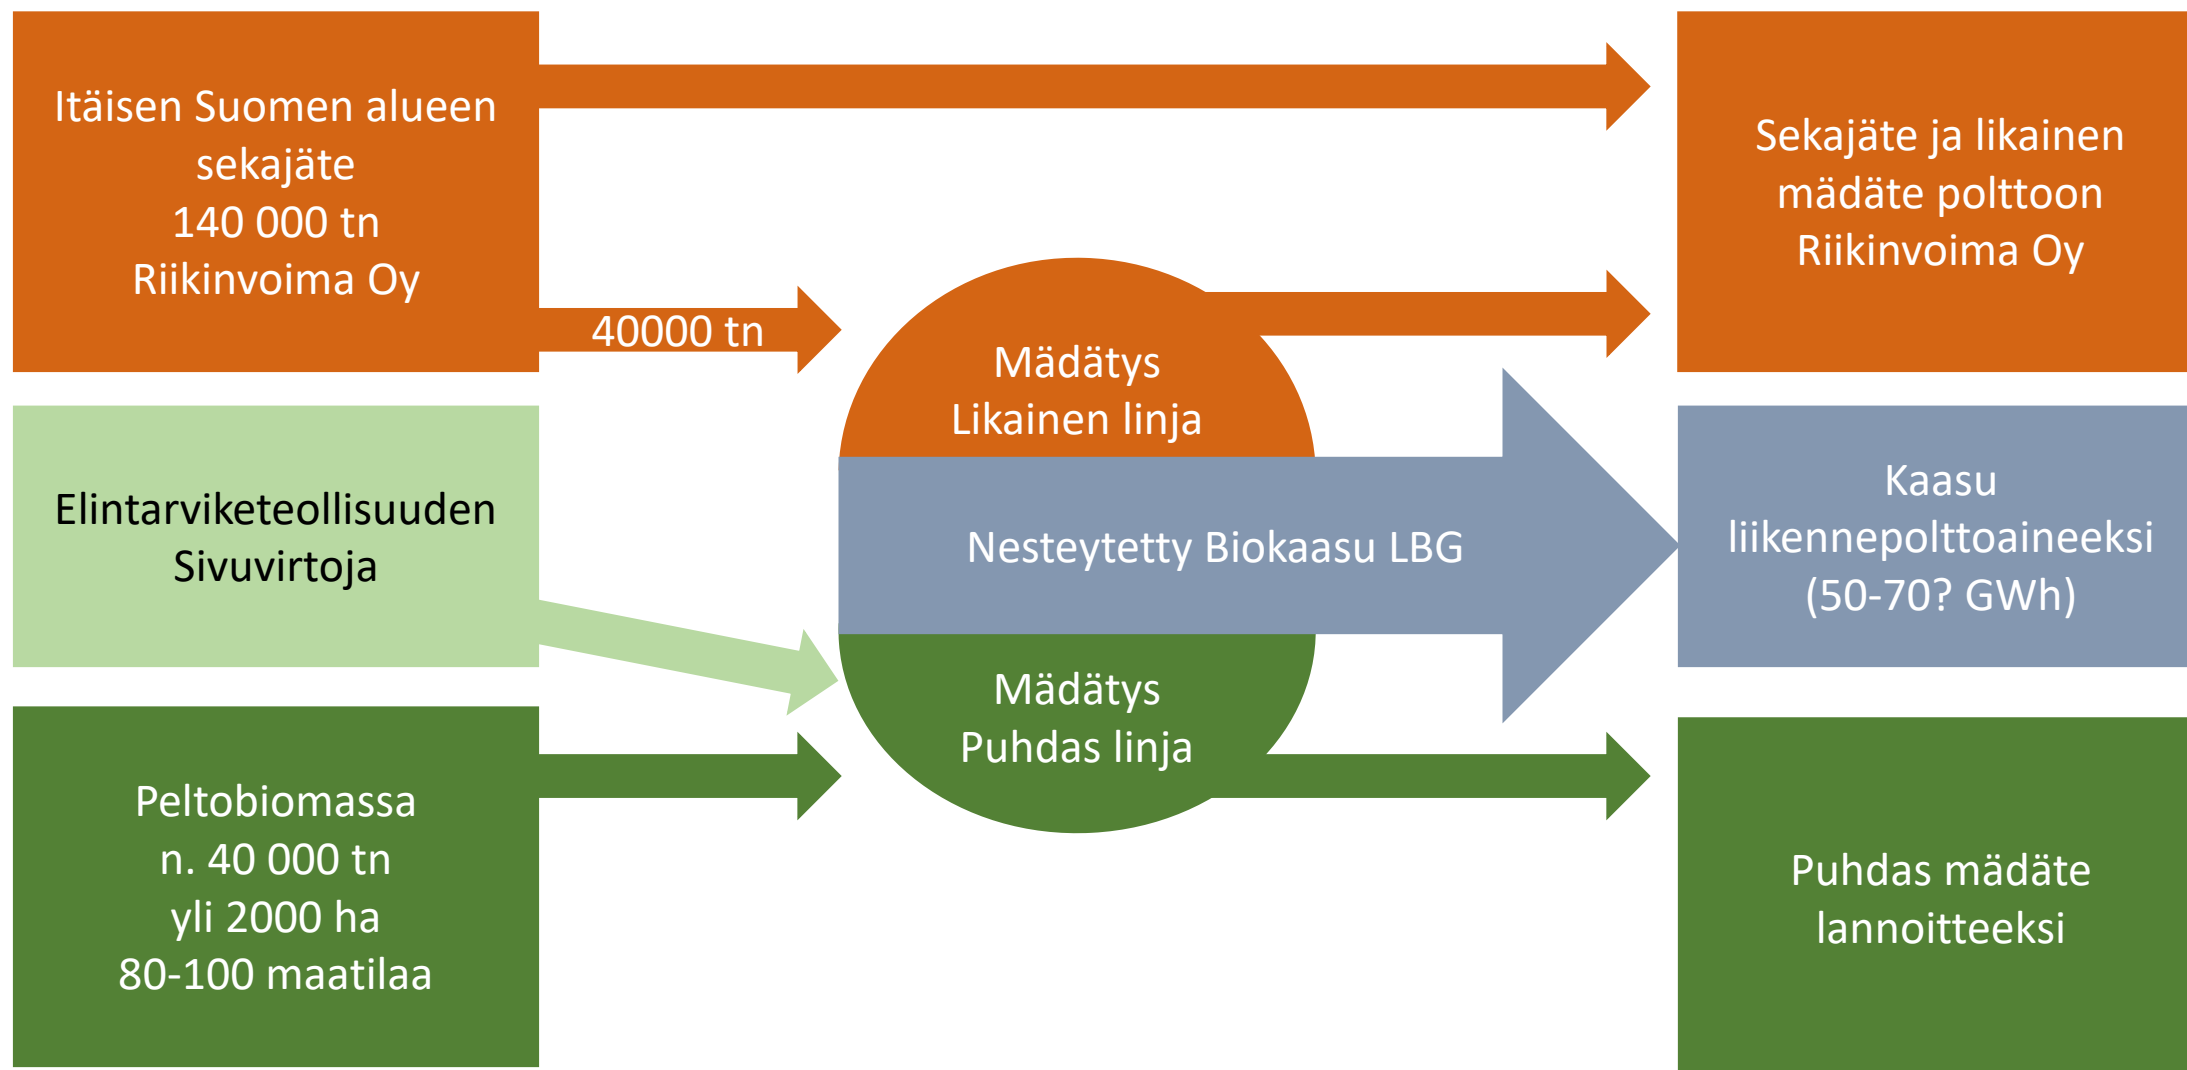 Itäisen Suomen alueen
sekajäte
140 000 tn
Riikinvoima Oy
40000 tn
Sekajäte ja likainen
mädäte polttoon
Riikinvoima Oy
Mädätys
Likainen linja
Elintarviketeollisuuden
Sivuvirtoja
Nesteytetty Biokaasu LBG
Kaasu
liikennepolttoaineeksi
(50-70? GWh)
Mädätys
Puhdas linja
Peltobiomassa
n. 40 000 tn
yli 2000 ha
80-100 maatilaa
Puhdas mädäte
lannoitteeksi